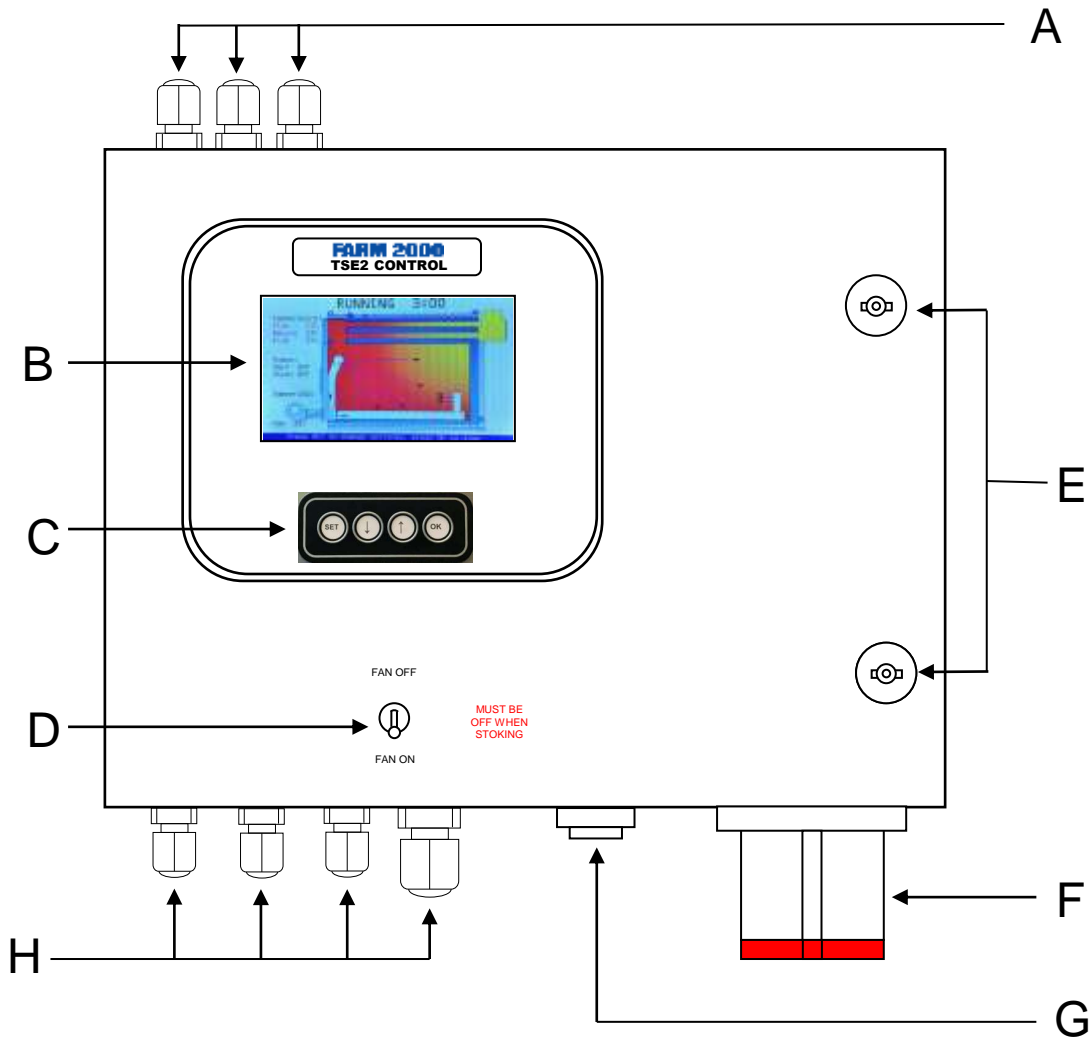 A
FARM 2000
TSE2 CONTROL
RUNNING 3:00
B
E
SET ↓ ↑ OK
C
FAN OFF
D
MUST BE
OFF WHEN
STOKING
FAN ON
F
H
G